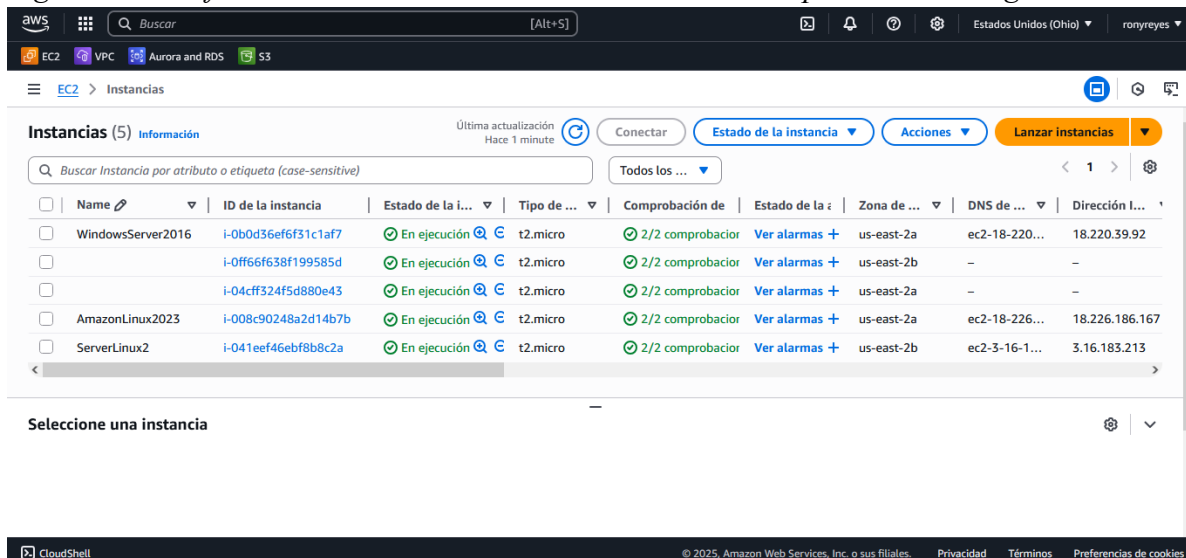 aws Buscar [Alt+S] Estados Unidos (Ohio) ▼ ronyreyes ▼
EC2 VPC Aurora and RDS S3
EC2 > Instancias
Instancias (5) Información Última actualización Hace 1 minute Conectar Estado de la instancia ▼ Acciones ▼ Lanzar instancias ▼
Buscar Instancia por atributo o etiqueta (case-sensitive) Todos los ... ▼ < 1 >
Name ID de la instancia Estado de la i... Tipo de ... Comprobación de Estado de la a Zona de ... DNS de ... Dirección I...
WindowsServer2016 i-0b0d36ef6f31c1af7 En ejecución t2.micro 2/2 comprobacior Ver alarmas + us-east-2a ec2-18-220... 18.220.39.92
i-0ff66f638f199585d En ejecución t2.micro 2/2 comprobacior Ver alarmas + us-east-2b – –
i-04cff324f5d880e43 En ejecución t2.micro 2/2 comprobacior Ver alarmas + us-east-2a – –
AmazonLinux2023 i-008c90248a2d14b7b En ejecución t2.micro 2/2 comprobacior Ver alarmas + us-east-2a ec2-18-226... 18.226.186.167
ServerLinux2 i-041eef46ebf8b8c2a En ejecución t2.micro 2/2 comprobacior Ver alarmas + us-east-2b ec2-3-16-1... 3.16.183.213
Seleccione una instancia
CloudShell © 2025, Amazon Web Services, Inc. o sus filiales. Privacidad Términos Preferencias de cookies